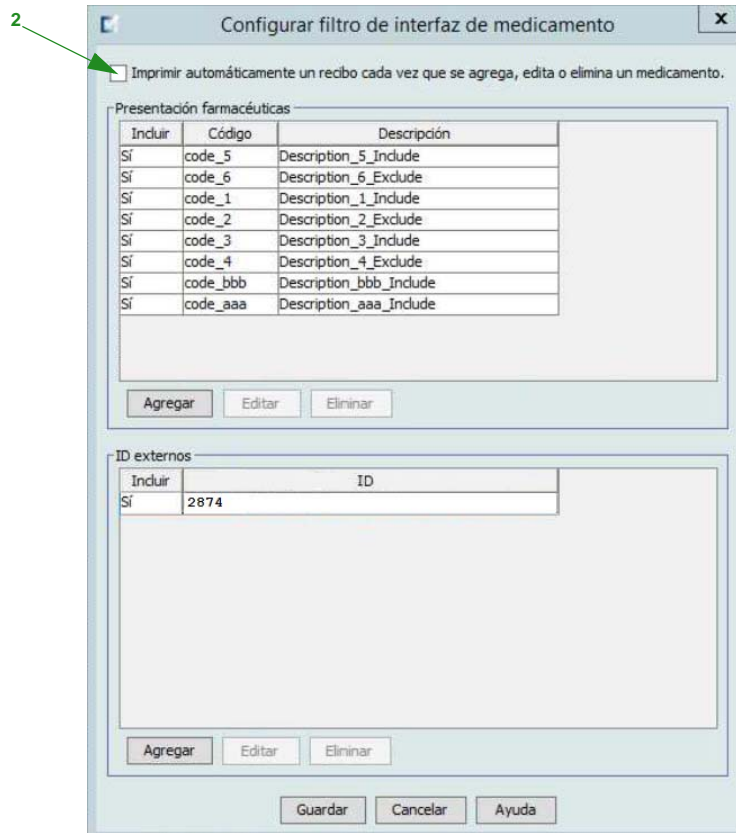 2
Configurar filtro de interfaz de medicamento
x
Imprimir automáticamente un recibo cada vez que se agrega, edita o elimina un medicamento.
Presentación farmacéuticas
Incluir Código Descripción
Sí code_5 Description_5_Include
Sí code_6 Description_6_Exclude
Sí code_1 Description_1_Include
Sí code_2 Description_2_Exclude
Sí code_3 Description_3_Include
Sí code_4 Description_4_Exclude
Sí code_bbb Description_bbb_Include
Sí code_aaa Description_aaa_Include
Agregar Editar Eliminar
ID externos
Incluir ID
Sí 2874
Agregar Editar Eliminar
Guardar Cancelar Ayuda